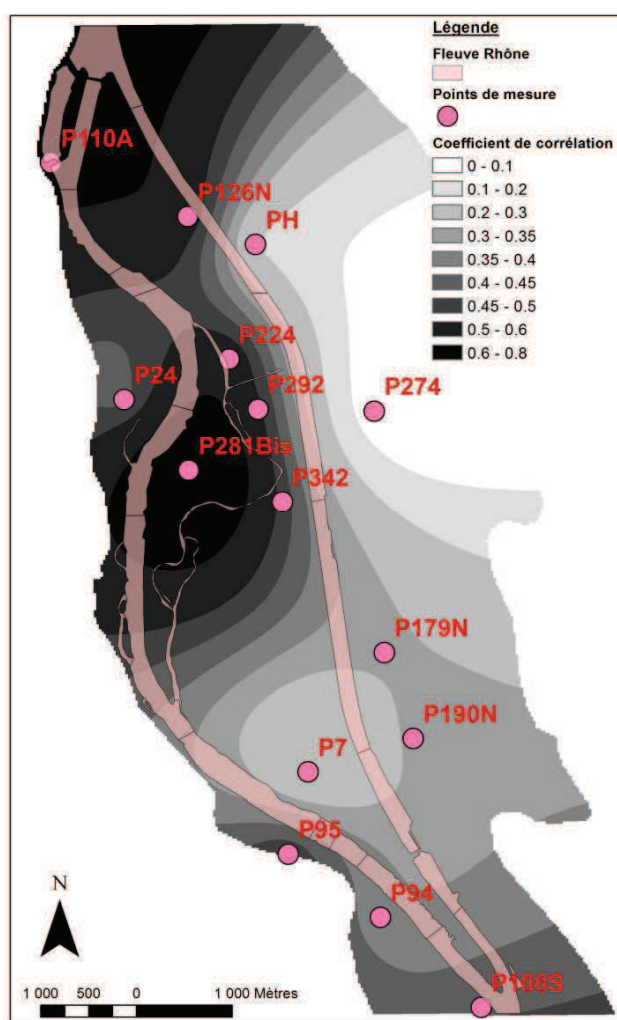 Légende
Fleuve Rhône
Points de mesure
Coefficient de corrélation
0 - 0.1
0.1 - 0.2
0.2 - 0.3
0.3 - 0.35
0.35 - 0.4
0.4 - 0.45
0.45 - 0.5
0.5 - 0.6
0.6 - 0.8
P110A
P126N
PH
P224
P24
P292
P274
P281Bis
P342
P179N
P190N
P7
P95
P94
P108S
N
1 000 500 0 1 000 Mètres